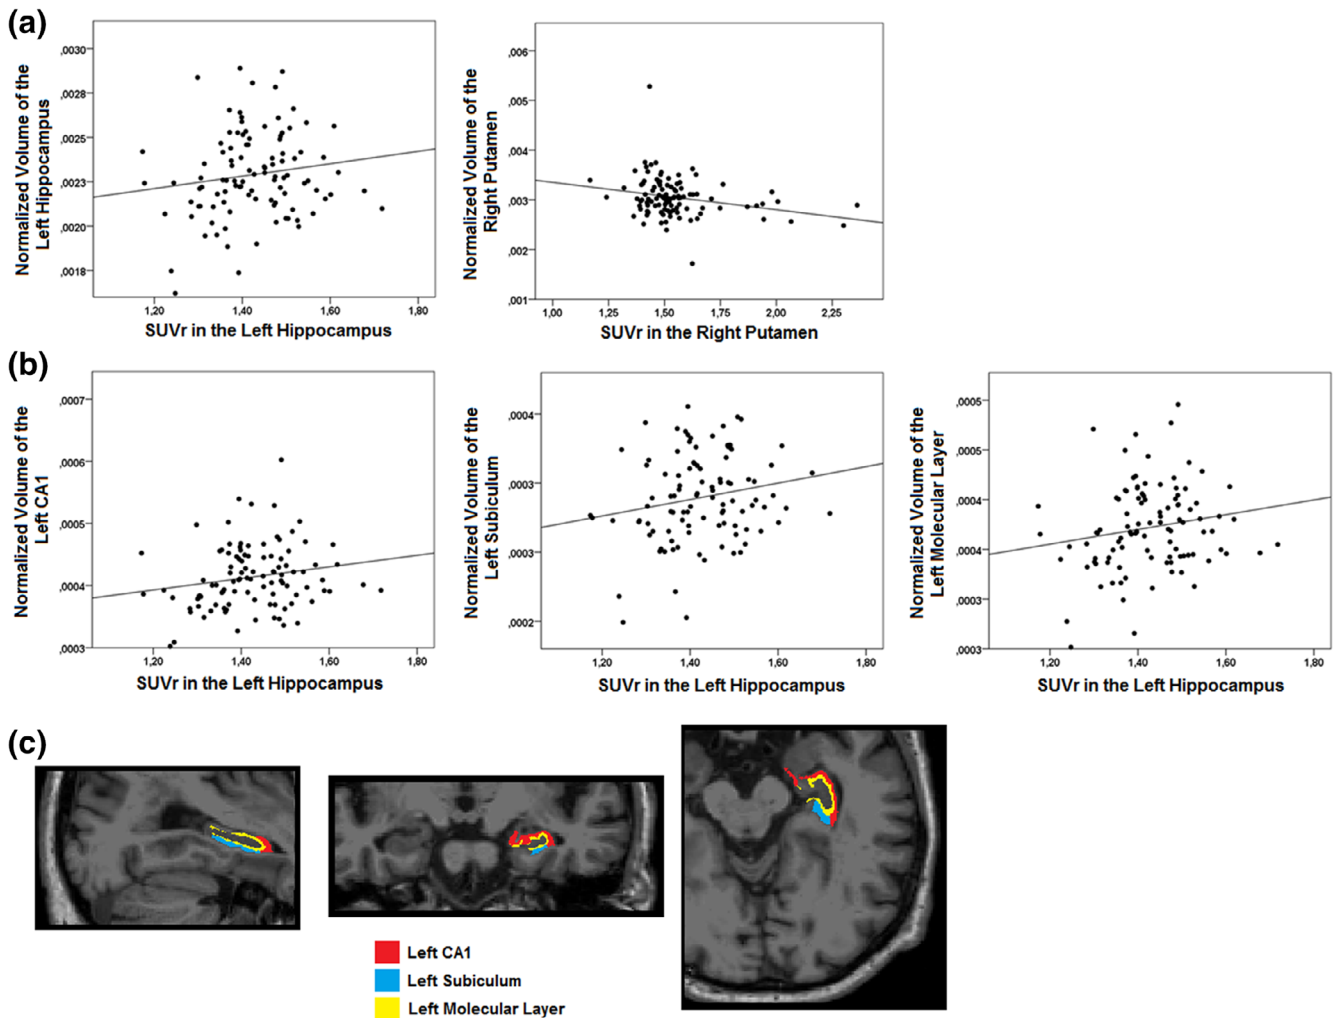 (a)
Normalized Volume of the
Left Hippocampus
,0030
,0028
,0025
,0023
,0020
,0018
1,20
1,40
1,60
1,80
SUVr in the Left Hippocampus
Normalized Volume of the
Right Putamen
,006
,005
,004
,003
,002
,001
1,00
1,25
1,50
1,75
2,00
2,25
SUVr in the Right Putamen
(b)
Normalized Volume of the
Left CA1
,0007
,0006
,0005
,0004
,0003
1,20
1,40
1,60
1,80
SUVr in the Left Hippocampus
Normalized Volume of the
Left Subiculum
,0004
,0003
,0003
,0002
1,20
1,40
1,60
1,80
SUVr in the Left Hippocampus
Normalized Volume of the
Left Molecular Layer
,0005
,0005
,0004
,0004
,0003
,0003
1,20
1,40
1,60
1,80
SUVr in the Left Hippocampus
(c)
Left CA1
Left Subiculum
Left Molecular Layer